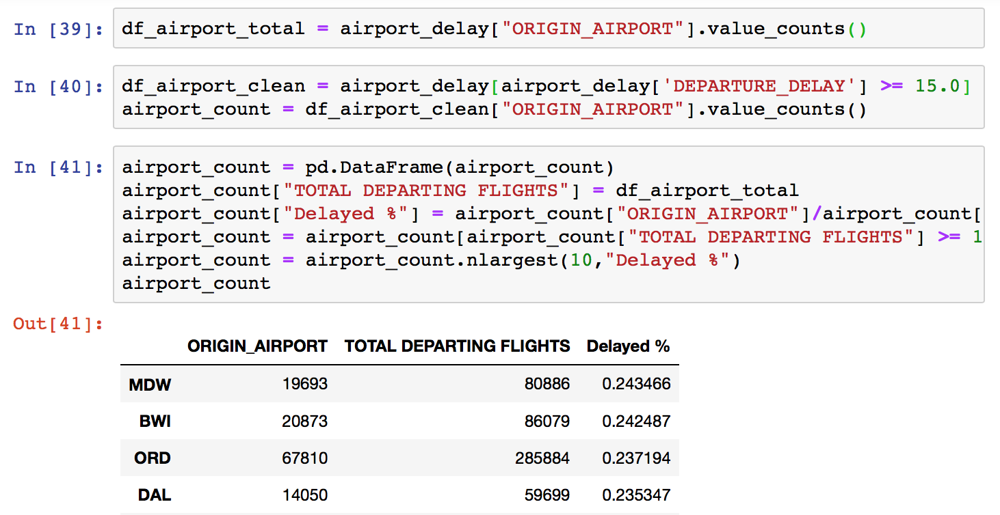 In [39]: df_airport_total = airport_delay["ORIGIN_AIRPORT"].value_counts()
In [40]: df_airport_clean = airport_delay[airport_delay['DEPARTURE_DELAY'] >= 15.0]
airport_count = df_airport_clean["ORIGIN_AIRPORT"].value_counts()
In [41]: airport_count = pd.DataFrame(airport_count)
airport_count["TOTAL DEPARTING FLIGHTS"] = df_airport_total
airport_count["Delayed %"] = airport_count["ORIGIN_AIRPORT"]/airport_count[
airport_count = airport_count[airport_count["TOTAL DEPARTING FLIGHTS"] >= 1
airport_count = airport_count.nlargest(10,"Delayed %")
airport_count
Out[41]:
ORIGIN_AIRPORT TOTAL DEPARTING FLIGHTS Delayed %
MDW 19693 80886 0.243466
BWI 20873 86079 0.242487
ORD 67810 285884 0.237194
DAL 14050 59699 0.235347